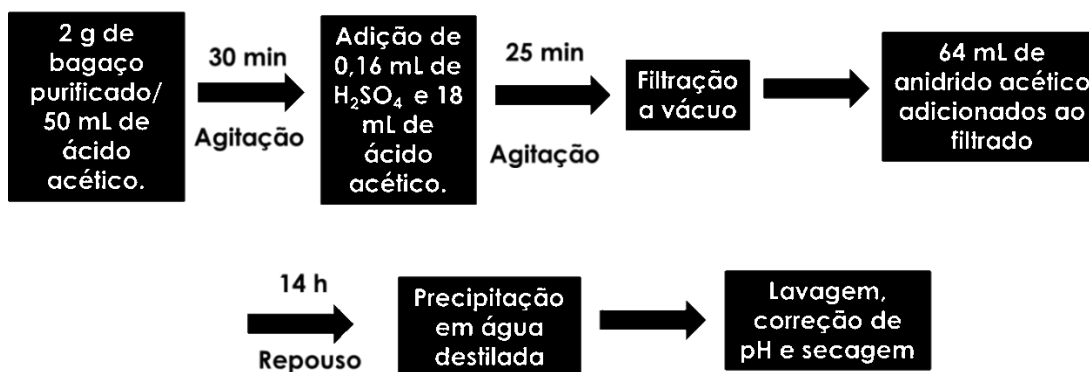 2 g de
bagaço
purificado/
50 mL de
ácido
acético.
30 min
Agitação
Adição de
0,16 mL de
H₂SO₄ e 18
mL de
ácido
acético.
25 min
Agitação
Filtração
a vácuo
64 mL de
anidrido acético
adicionados ao
filtrado
14 h
Repouso
Precipitação
em água
destilada
Lavagem,
correção de
pH e secagem